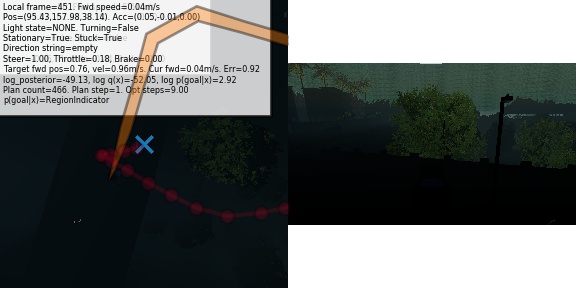 Local frame=451. Fwd speed=0.04m/s
Pos=(95.43,157.98,38.14). Acc=(0.05,-0.01,0.00)
Light state=NONE. Turning=False
Stationary=True. Stuck=True
Direction string=empty
Steer=1.00, Throttle=0.18, Brake=0.00
Target fwd pos=0.76, vel=0.96m/s. Cur fwd=0.04m/s. Err=0.92
log_posterior=-49.13, log q(x)=-52.05, log p(goal|x)=2.92
Plan count=466. Plan step=1. Opt steps=9.00
p(goal|x)=RegionIndicator